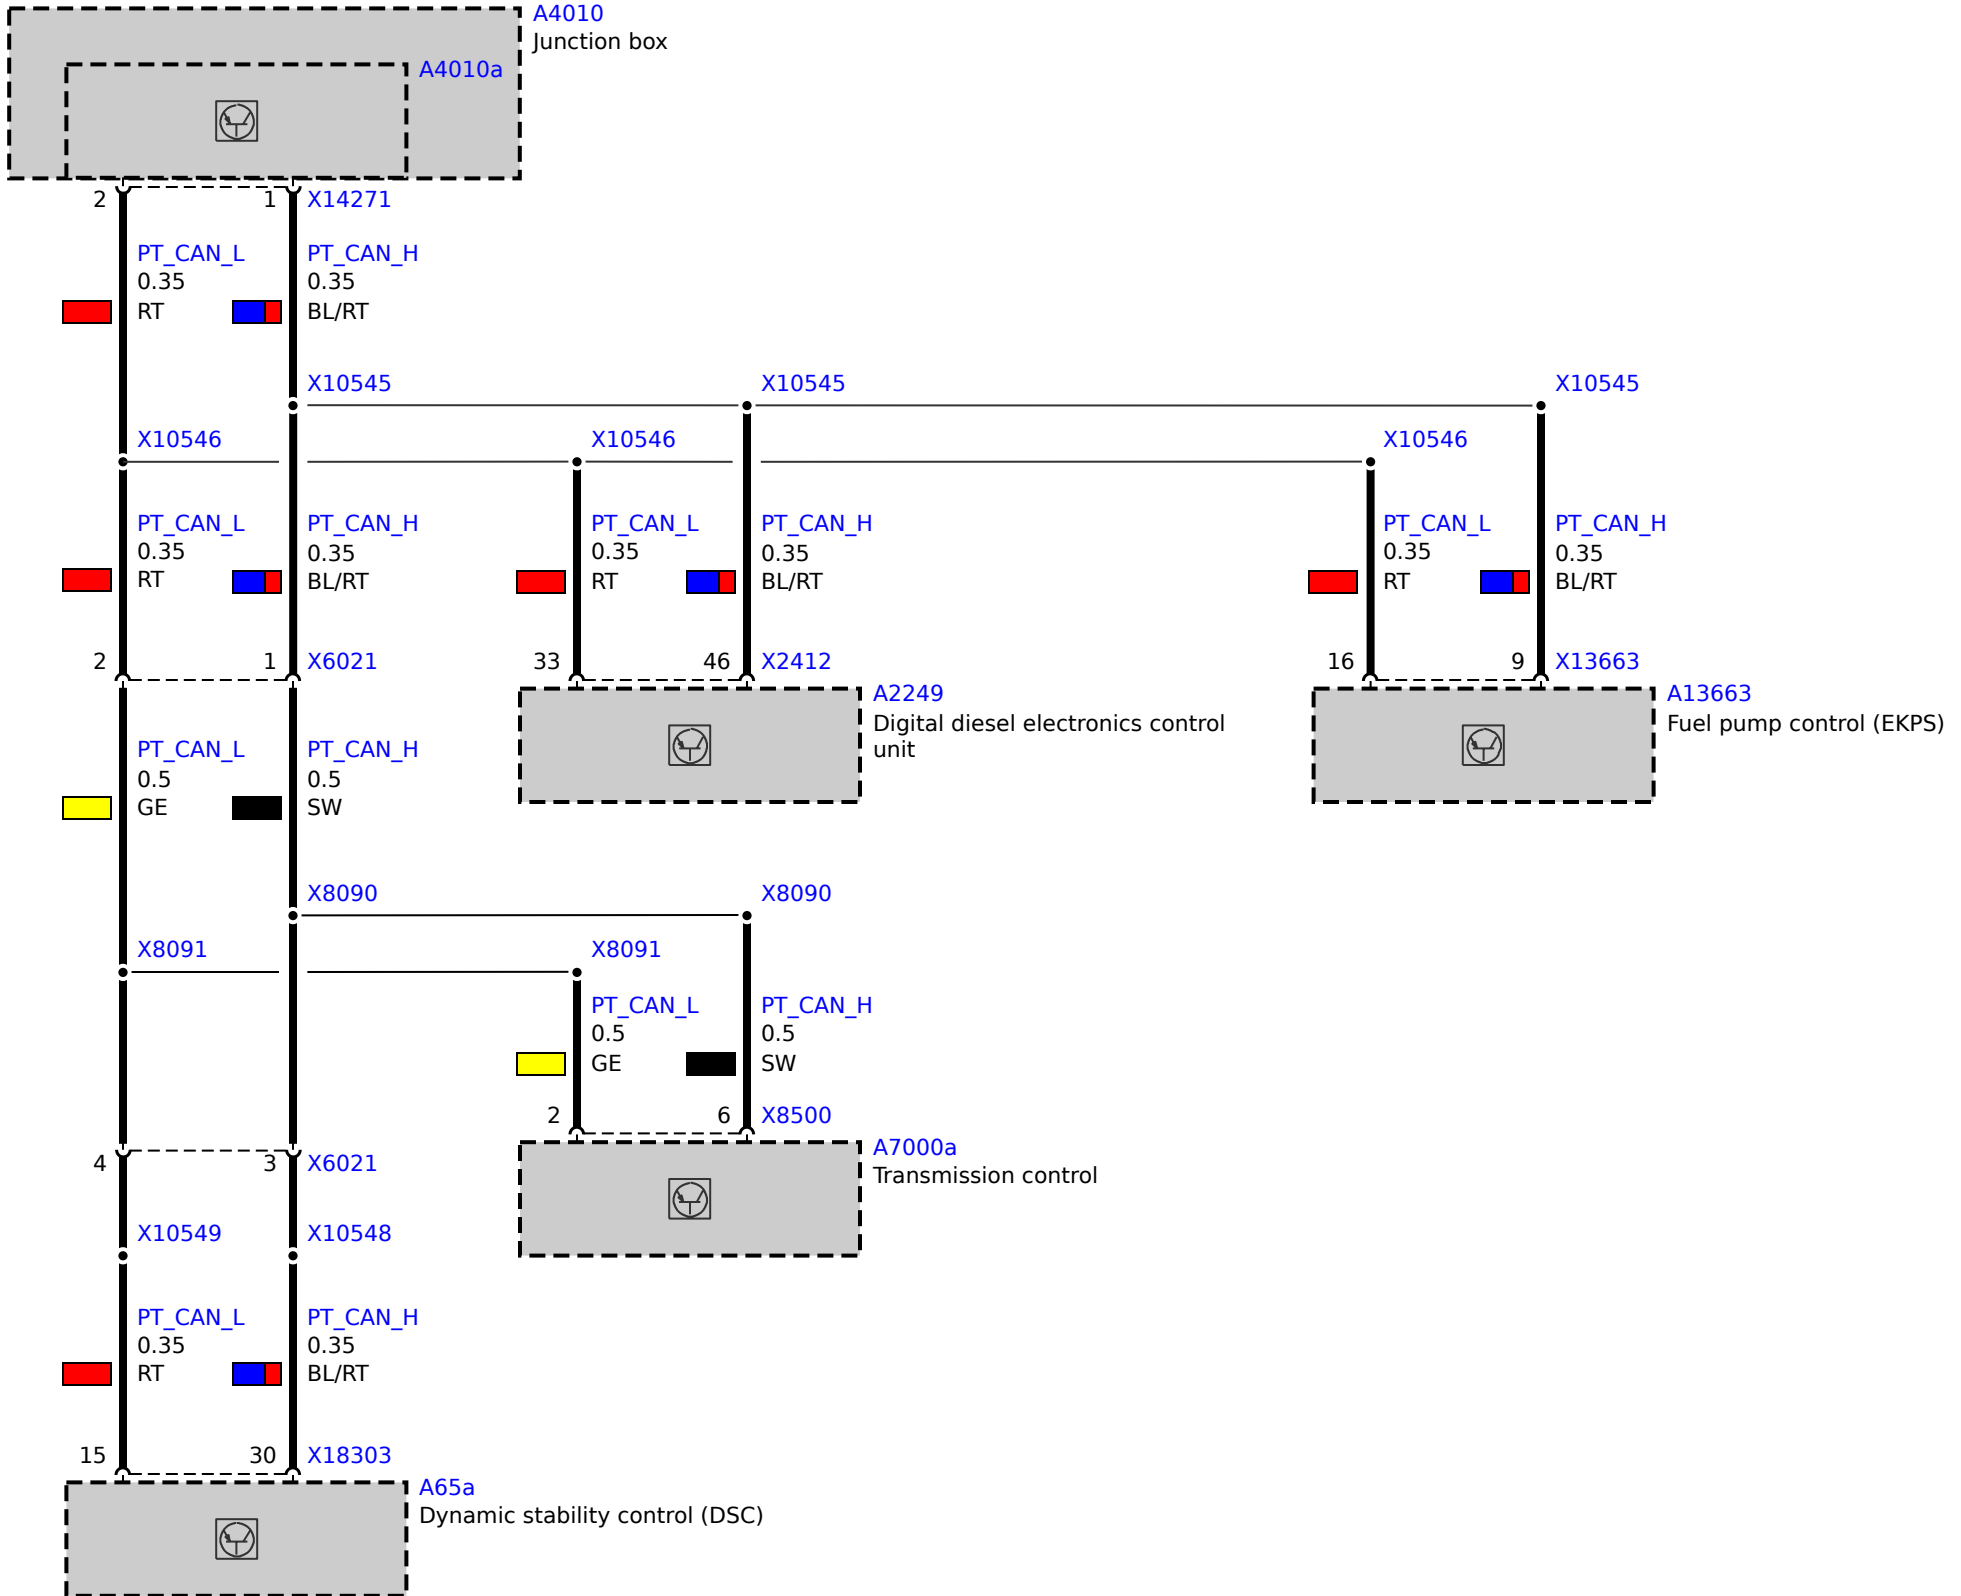 A4010
Junction box
A4010a
2 1 X14271
PT_CAN_L PT_CAN_H
0.35 0.35
RT BL/RT
X10545 X10545 X10545
X10546 X10546 X10546
PT_CAN_L PT_CAN_H PT_CAN_L PT_CAN_H PT_CAN_L PT_CAN_H
0.35 0.35 0.35 0.35 0.35 0.35
RT BL/RT RT BL/RT RT BL/RT
2 1 X6021 33 46 X2412 16 9 X13663
A2249 A13663
Digital diesel electronics control Fuel pump control (EKPS)
unit
PT_CAN_L PT_CAN_H
0.5 0.5
GE SW
X8090 X8090
X8091 X8091
PT_CAN_L PT_CAN_H
0.5 0.5
GE SW
2 6 X8500
A7000a
4 3 X6021 Transmission control
X10549 X10548
PT_CAN_L PT_CAN_H
0.35 0.35
RT BL/RT
15 30 X18303
A65a
Dynamic stability control (DSC)